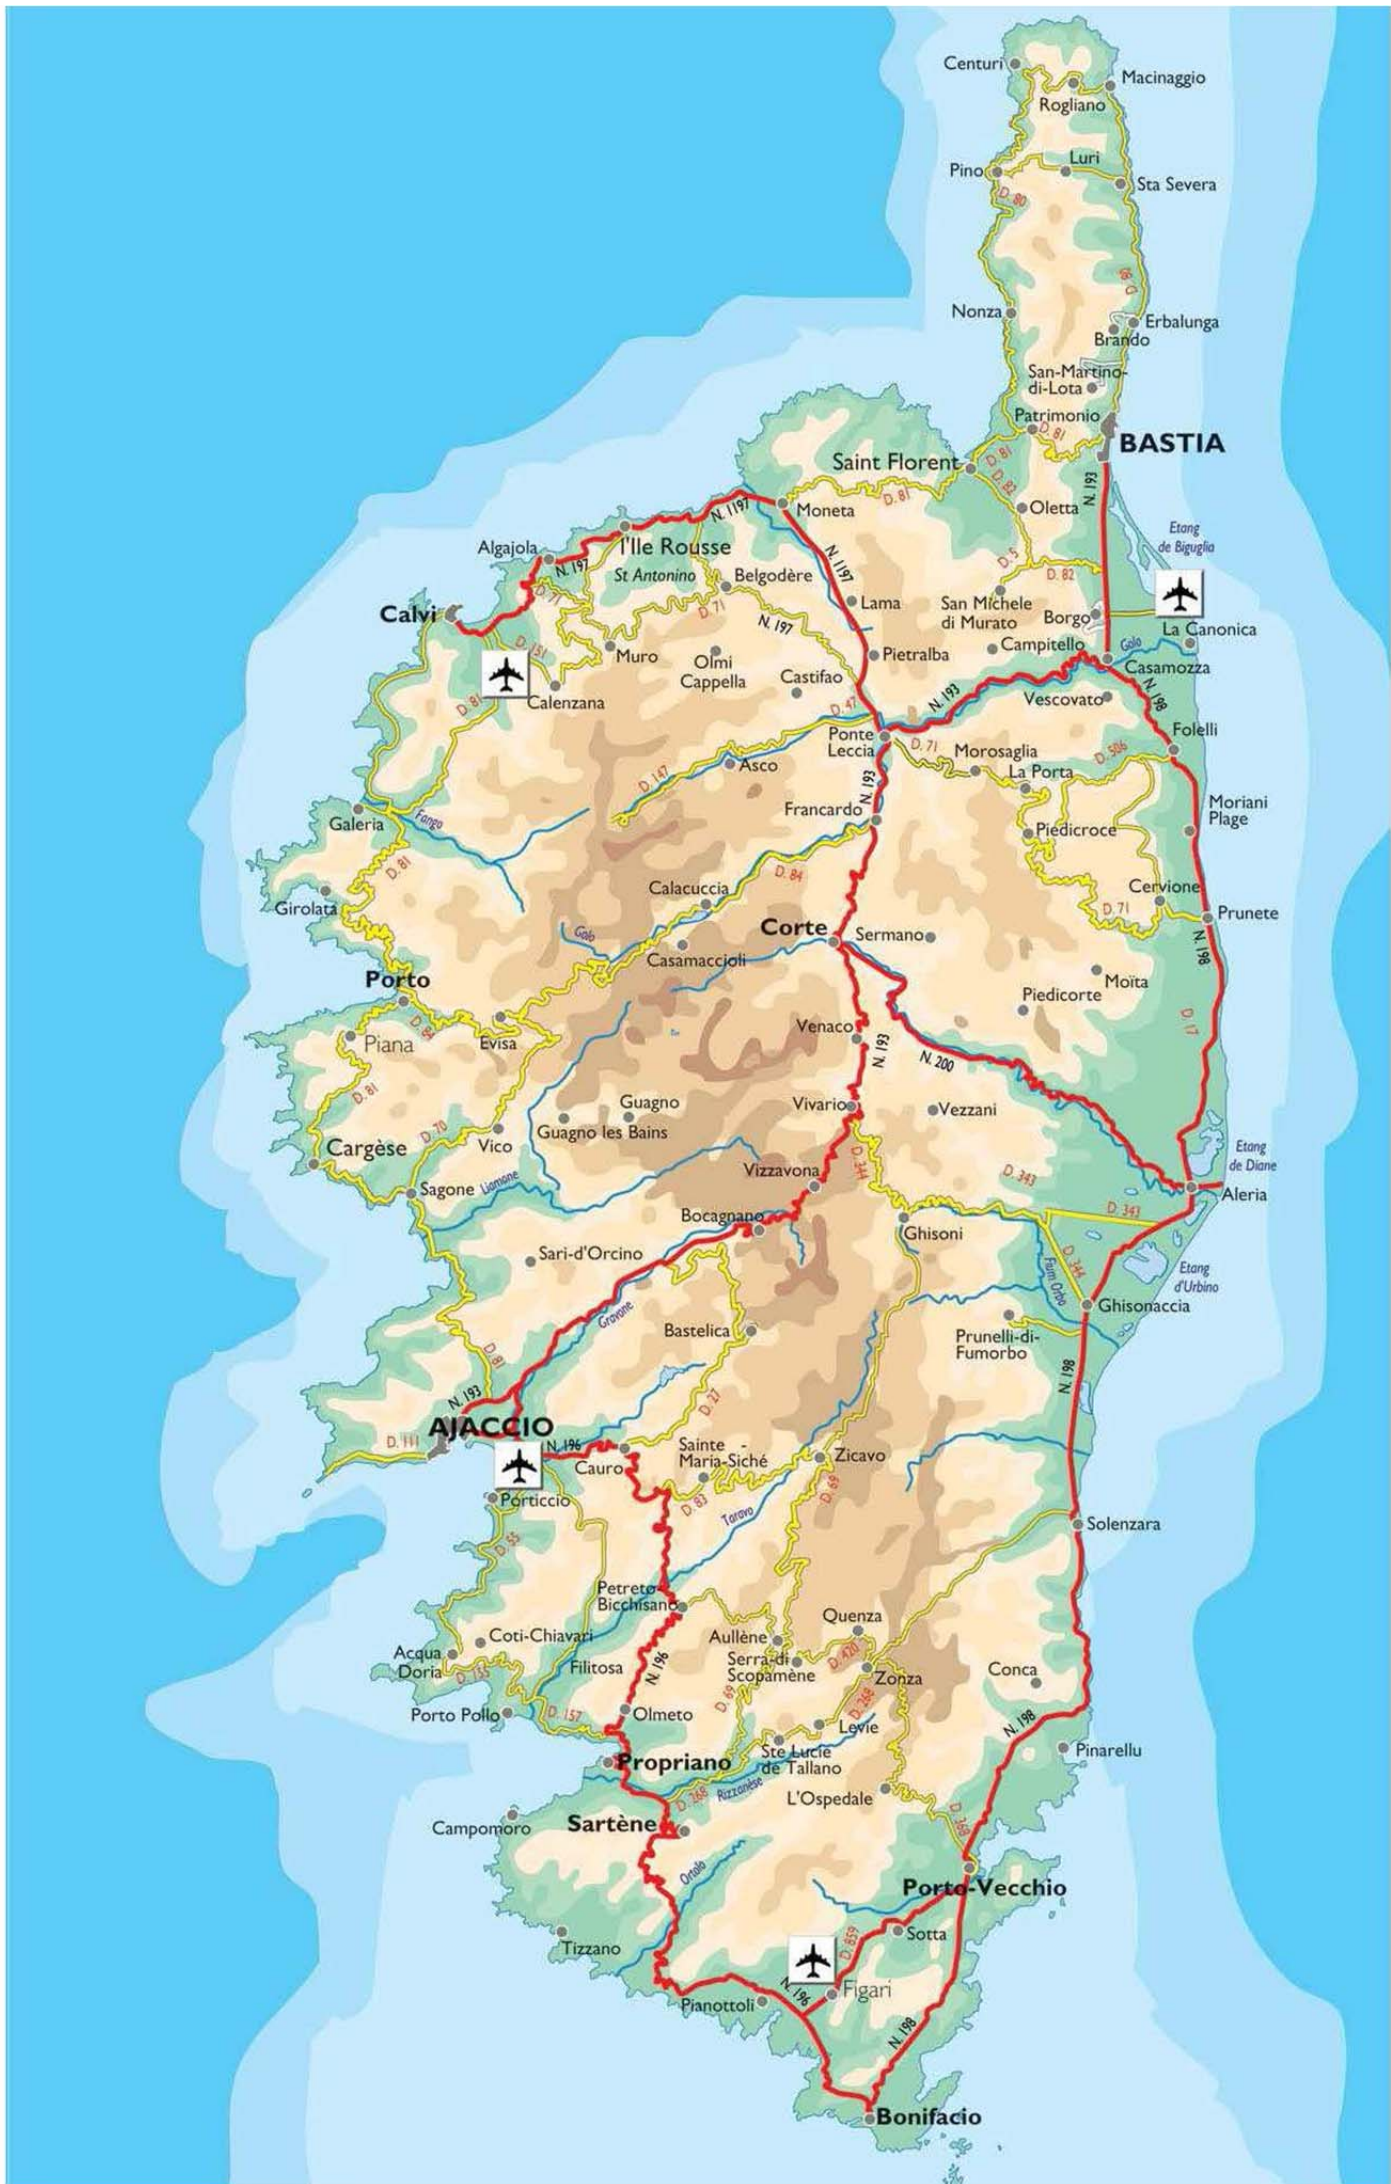 Centuri
Macinaggio
Rogliano
Luri
Pino
Sta Severa
D. 80
D. 80
Nonza
Erbalunga
Brando
San-Martino-
di-Lota
Patrimonio
D. 81
BASTIA
Saint Florent
D. 81
D. 82
D. 81
N. 193
N. 1197
Moneta
Oletta
Etang
de Biguglia
Algajola
l'Ile Rousse
N. 197
St Antonino
Belgodère
N. 1197
D. 5
D. 82
D. 71
D. 71
Calvi
N. 197
Lama
San Michele
di Murato
Borgo
La Canonica
Golo
D. 151
Muro
Olmi
Cappella
Pietralba
Campitello
Casamozza
Calenzana
Castifao
D. 81
D. 47
N. 193
Vescovato
N. 198
Folelli
Ponte
Leccia
D. 71
Morosaglia
D. 506
Asco
D. 147
La Porta
N. 193
Francardo
Moriani
Plage
Galeria
Fango
Piedicroce
D. 81
D. 84
Calacuccia
Cervione
Girolata
D. 71
Prunete
Golo
Corte
Sermano
N. 198
Casamaccioli
Porto
Moïta
Piedicorte
D. 17
Venaco
Piana
Evisa
N. 193
N. 200
D. 81
Guagno
Vivario
Vezzani
Guagno les Bains
D. 70
Vico
Cargèse
Etang
de Diane
D. 344
Vizzavona
D. 343
Sagone
Liamone
Aleria
D. 343
Bocagnano
Ghisoni
Sari-d'Orcino
D. 344
Fium Orbo
Etang
d'Urbino
Gravone
Ghisonaccia
Bastelica
Prunelli-di-
Fumorbo
D. 81
N. 198
N. 193
D. 27
AJACCIO
D. 111
N. 196
Cauro
Sainte -
Maria-Siché
Zicavo
Porticcio
D. 83
D. 69
Taravo
Solenzara
D. 55
Petreto-
Bicchisano
Quenza
Coti-Chiavari
Aullène
Acqua
Doria
Filitosa
Serra-di
Scopamène
D. 420
Zonza
Conca
D. 155
N. 196
D. 69
D. 268
Porto Pollo
D. 157
Olmeto
Levie
N. 198
Pinarellu
Propriano
Ste Lucie
de Tallano
D. 268
Rizzanèse
L'Ospedale
Campomoro
Sartène
D. 368
Ortolo
Porto-Vecchio
Tizzano
D. 859
Sotta
Figari
N. 196
Pianottoli
N. 198
Bonifacio